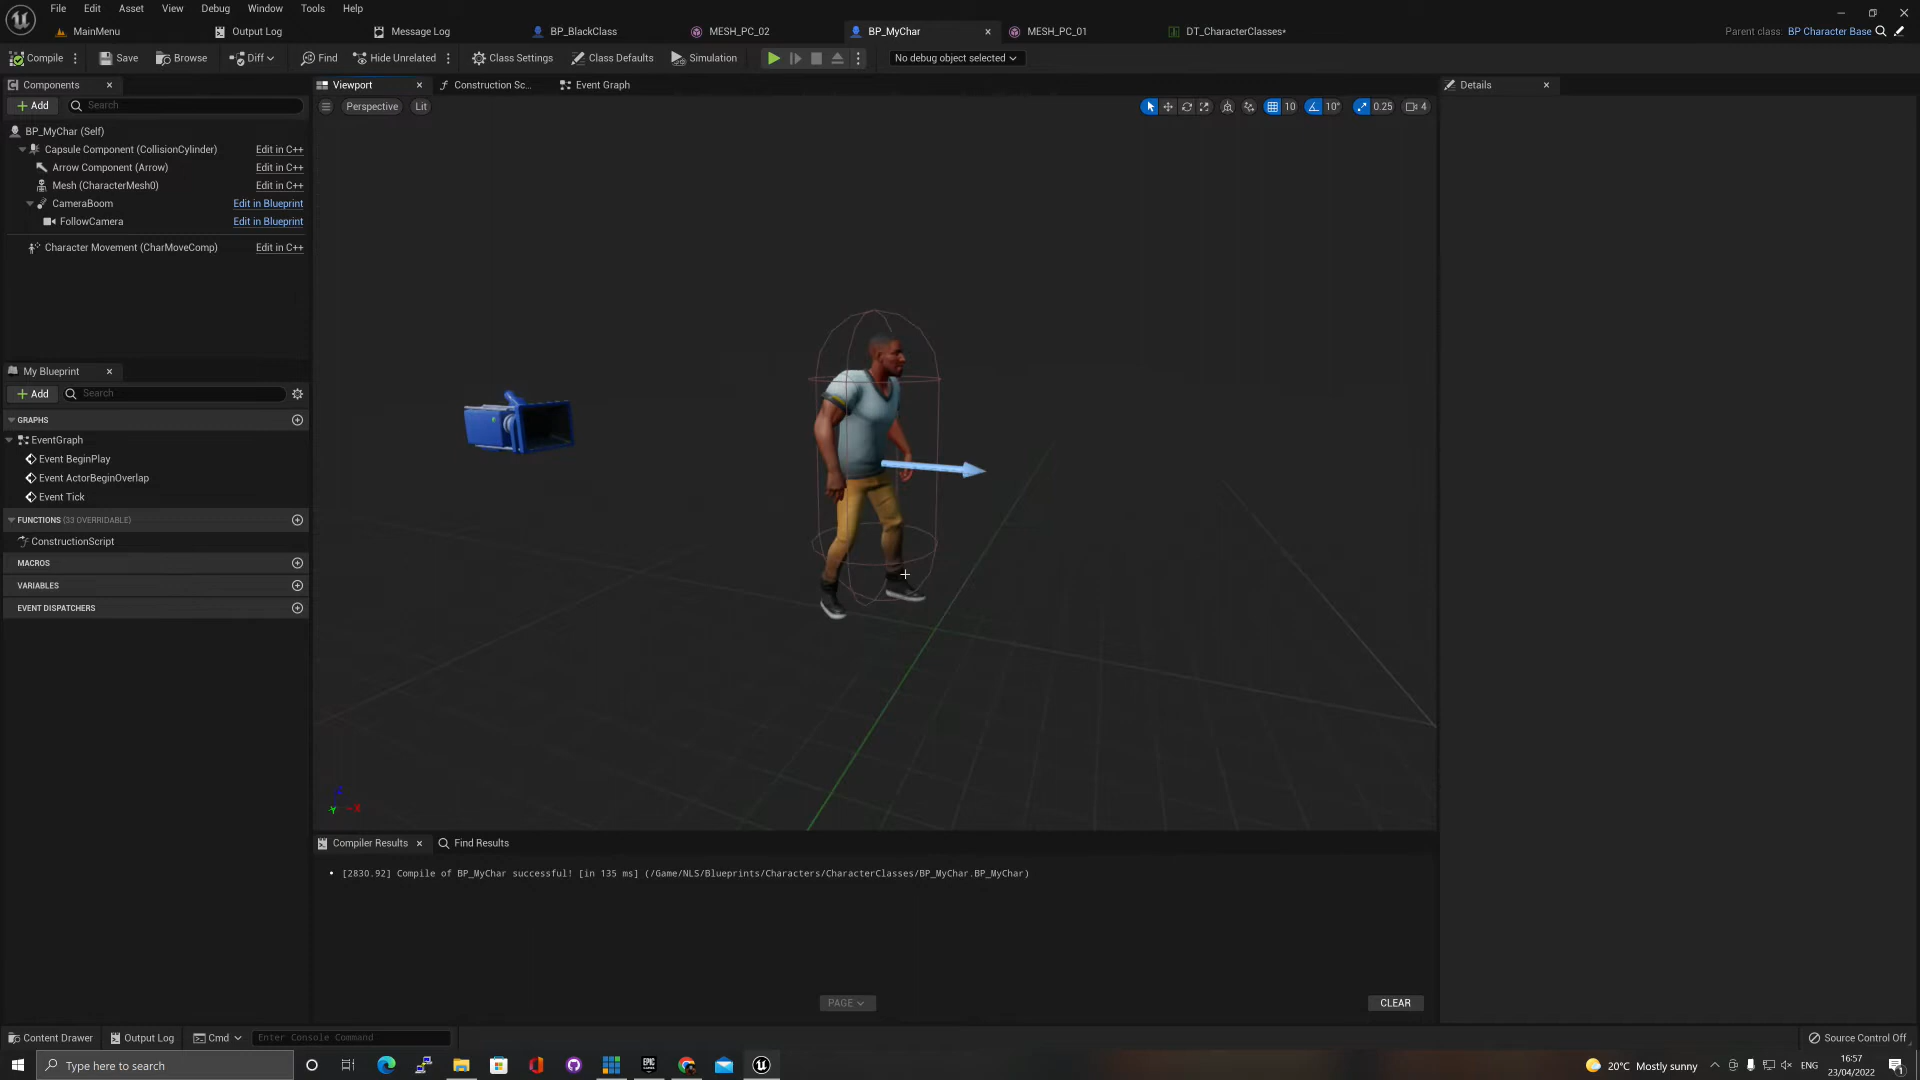 File Edit View Asset View Debug Window Tools Help
MainMenu Output Log Message Log BP_BlackClass MESH_PC_02 BP_MyChar MESH_PC_01 DT_CharacterClasses* Parent class: BP Character Base
Compile Save Browse Diff Find Hide Unrelated Class Settings Class Defaults Simulation No debug object selected
Components
Viewport Construction Sc... Event Graph
Details
Add Search
Perspective Lit
10 10° 0.25 4
BP_MyChar (Self)
Capsule Component (CollisionCylinder) Edit in C++
Arrow Component (Arrow) Edit in C++
Mesh (CharacterMesh0) Edit in C++
CameraBoom Edit in Blueprint
FollowCamera Edit in Blueprint
Character Movement (CharMoveComp) Edit in C++
My Blueprint
Add Search
GRAPHS
EventGraph
Event BeginPlay
Event ActorBeginOverlap
Event Tick
FUNCTIONS (33 OVERRIDABLE)
ConstructionScript
MACROS
VARIABLES
EVENT DISPATCHERS
Z
Y X
Compiler Results Find Results
[2830.92] Compile of BP_MyChar successful! [in 135 ms] (/Game/NLS/Blueprints/Characters/CharacterClasses/BP_MyChar.BP_MyChar)
PAGE CLEAR
Content Drawer Output Log Cmd Enter Console Command Source Control Off
Type here to search
EPIC GAMES
20°C Mostly sunny ENG
16:57
23/04/2022
1